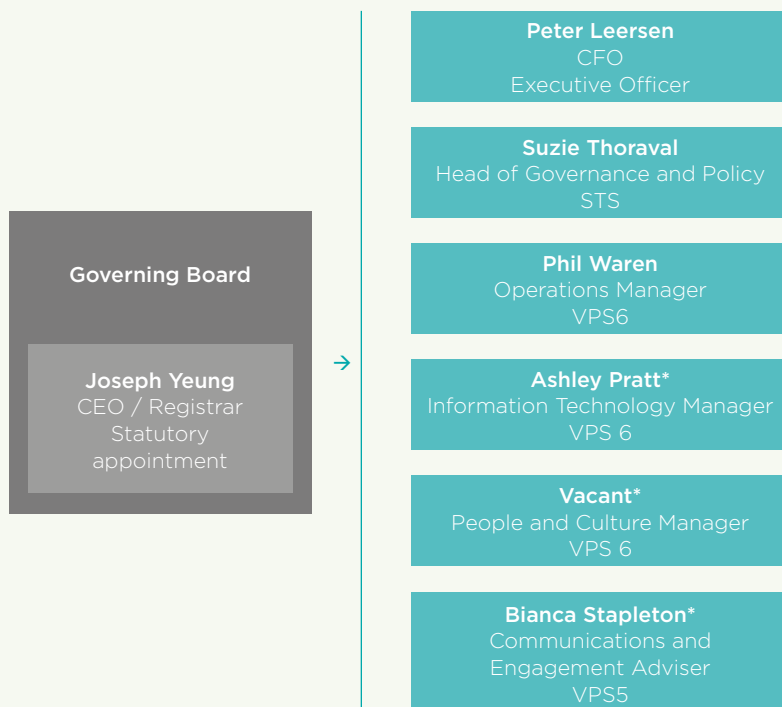 Governing Board
Joseph Yeung
CEO / Registrar
Statutory
appointment
→
Peter Leersen
CFO
Executive Officer
Suzie Thoraval
Head of Governance and Policy
STS
Phil Waren
Operations Manager
VPS6
Ashley Pratt*
Information Technology Manager
VPS 6
Vacant*
People and Culture Manager
VPS 6
Bianca Stapleton*
Communications and
Engagement Adviser
VPS5